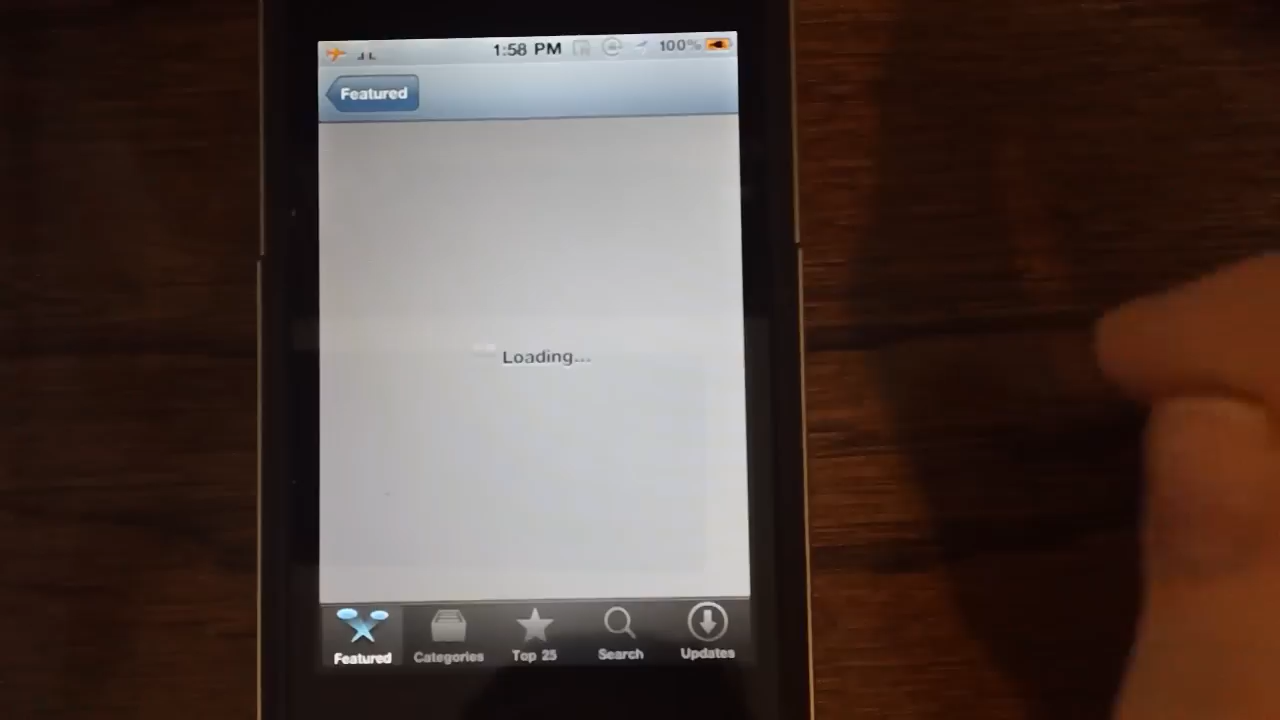 1:58 PM 100%
Featured
Loading...
Featured Categories Top 25 Search Updates